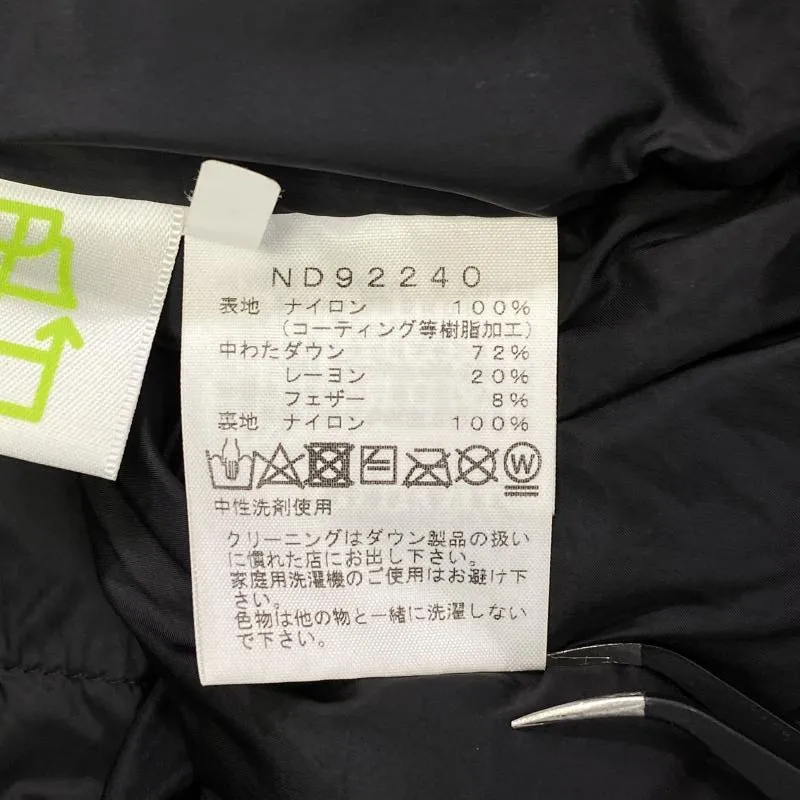 ND92240
表地 ナイロン 100%
(コーティング等樹脂加工)
中わた ダウン 72%
レーヨン 20%
フェザー 8%
裏地 ナイロン 100%
W
中性洗剤使用
クリーニングはダウン製品の扱い
に慣れた店にお出し下さい。
家庭用洗濯機のご使用はお避け下
さい。
色物は他の物と一緒に洗濯しない
で下さい。